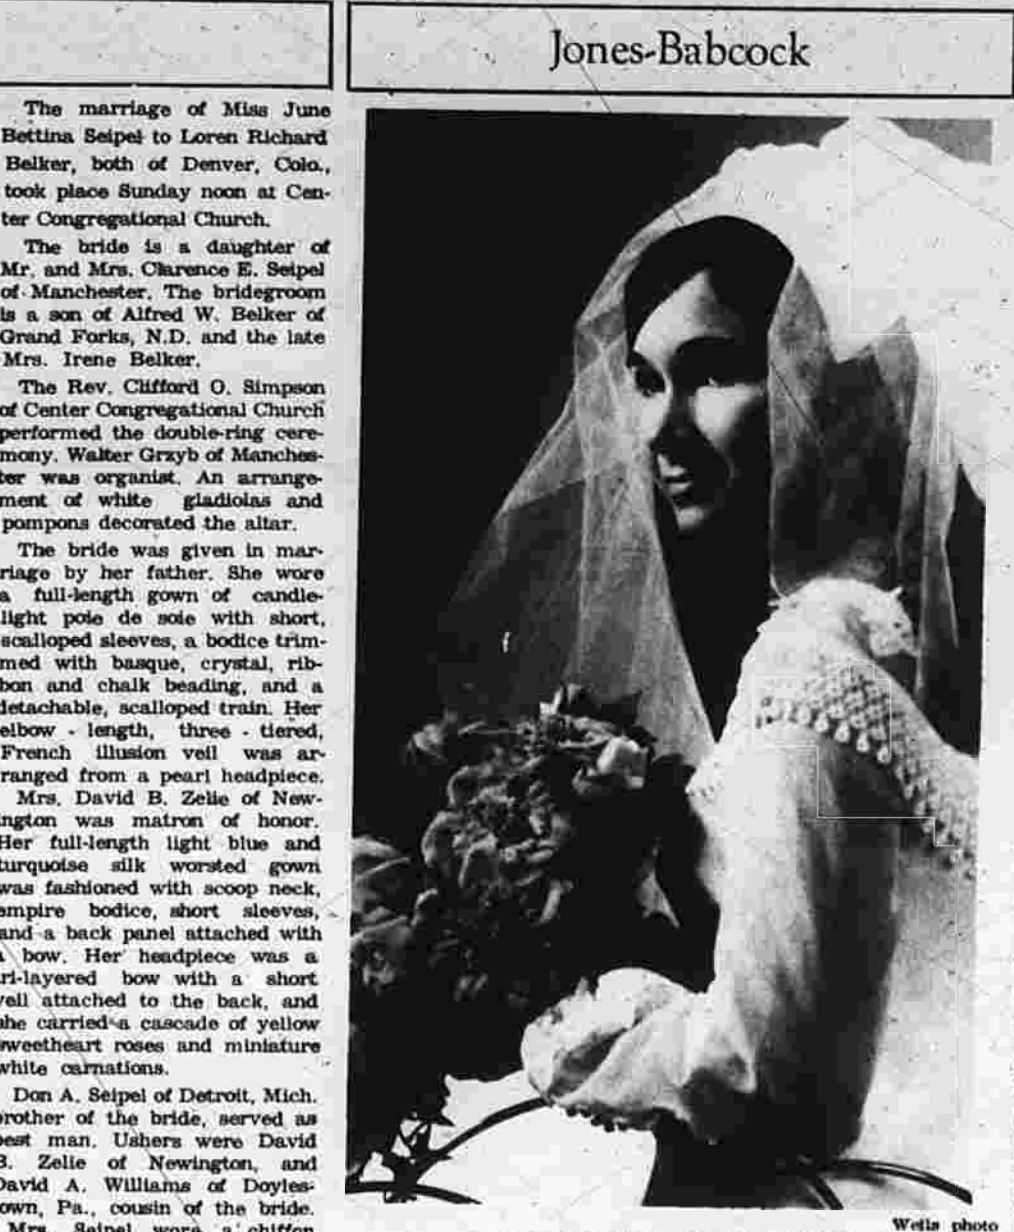 The marriage of Miss June
Bettina Seipel to Loren Richard
Belker, both of Denver, Colo.,
took place Sunday noon at Cen-
ter Congregational Church.
The bride is a daughter of
Mr. and Mrs. Clarence E. Seipel
of Manchester. The bridegroom
is a son of Alfred W. Belker of
Grand Forks, N.D. and the late
Mrs. Irene Belker.
The Rev. Clifford O. Simpson
of Center Congregational Church
performed the double-ring cere-
mony. Walter Grzyb of Manches-
ter was organist. An arrange-
ment of white gladiolas and
pompons decorated the altar.
The bride was given in mar-
riage by her father. She wore
a full-length gown of candle-
light poie de soie with short,
scalloped sleeves, a bodice trim-
med with basque, crystal, rib-
bon and chalk beading, and a
detachable, scalloped train. Her
elbow - length, three - tiered,
French illusion veil was ar-
ranged from a pearl headpiece.
Mrs. David B. Zelie of New-
ington was matron of honor.
Her full-length light blue and
turquoise silk worsted gown
was fashioned with scoop neck,
empire bodice, short sleeves,
and a back panel attached with
a bow. Her headpiece was a
tri-layered bow with a short
veil attached to the back, and
she carried a cascade of yellow
sweetheart roses and miniature
white carnations.
Don A. Seipel of Detroit, Mich.
brother of the bride, served as
best man. Ushers were David
B. Zelie of Newington, and
David A. Williams of Doyles-
town, Pa., cousin of the bride.
Mrs. Seipel wore a chiffon
Jones-Babcock
Wells photo